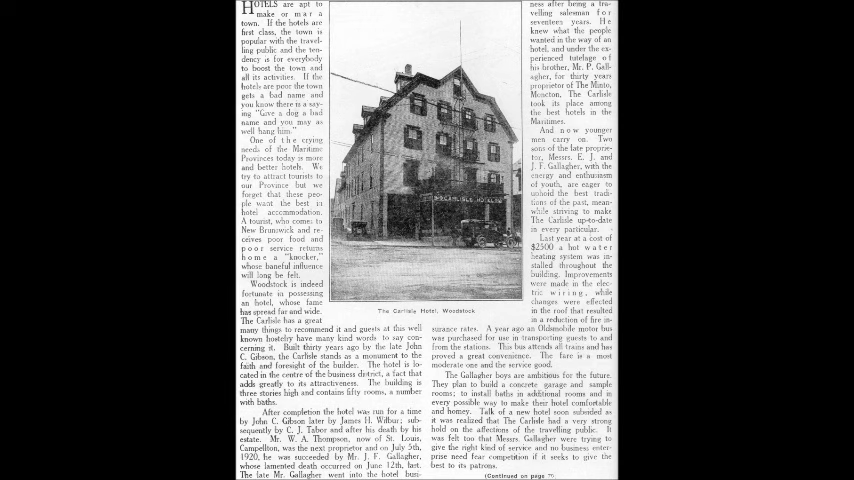 HOTELS are apt to
make or mar a
town. If the hotels are
first class, the town is
popular with the travel-
ling public and the ten-
dency is for everybody
to boost the town and
all its activities. If the
hotels are poor the town
gets a bad name and
you know there is a say-
ing "Give a dog a bad
name and you may as
well hang him."
One of the crying
needs of the Maritime
Provinces today is more
and better hotels. We
try to attract tourists to
our Province but we
forget that these peo-
ple want the best in
hotel accommodation.
A tourist, who comes to
New Brunswick and re-
ceives poor food and
poor service returns
home a "knocker,"
whose baneful influence
will long be felt.
Woodstock is indeed
fortunate in possessing
an hotel, whose fame
has spread far and wide.
The Carlisle has a great
many things to recommend it and guests at this well
known hostelry have many kind words to say con-
cerning it. Built thirty years ago by the late John
C. Gibson, the Carlisle stands as a monument to the
faith and foresight of the builder. The hotel is lo-
cated in the centre of the business district, a fact that
adds greatly to its attractiveness. The building is
three stories high and contains fifty rooms, a number
with baths.
After completion the hotel was run for a time
by John C. Gibson later by James H. Wilbur; sub-
sequently by C. J. Tabor and after his death by his
estate. Mr. W. A. Thompson, now of St. Louis,
Campellton, was the next proprietor and on July 5th,
1920, he was succeeded by Mr. J. F. Gallagher,
whose lamented death occurred on June 12th, last.
The late Mr. Gallagher went into the hotel busi-
CARLISLE HOTEL
The Carlisle Hotel, Woodstock
ness after being a tra-
velling salesman for
seventeen years. He
knew what the people
wanted in the way of an
hotel, and under the ex-
perienced tutelage of
his brother, Mr. P. Gall-
agher, for thirty years
proprietor of The Minto,
Moncton, The Carlisle
took its place among
the best hotels in the
Maritimes.
And now younger
men carry on. Two
sons of the late proprie-
tor, Messrs. E. J. and
J. F. Gallagher, with the
energy and enthusiasm
of youth, are eager to
uphold the best tradi-
tions of the past, mean-
while striving to make
The Carlisle up-to-date
in every particular.
Last year at a cost of
$2500 a hot water
heating system was in-
stalled throughout the
building. Improvements
were made in the elec-
tric wiring, while
changes were effected
in the roof that resulted
in a reduction of fire in-
surance rates. A year ago an Oldsmobile motor bus
was purchased for use in transporting guests to and
from the stations. This bus attends all trains and has
proved a great convenience. The fare is a most
moderate one and the service good.
The Gallagher boys are ambitious for the future.
They plan to build a concrete garage and sample
rooms; to install baths in additional rooms and in
every possible way to make their hotel comfortable
and homey. Talk of a new hotel soon subsided as
it was realized that The Carlisle had a very strong
hold on the affections of the travelling public. It
was felt too that Messrs. Gallagher were trying to
give the right kind of service and no business enter-
prise need fear competition if it seeks to give the
best to its patrons.
(Continued on page 7)